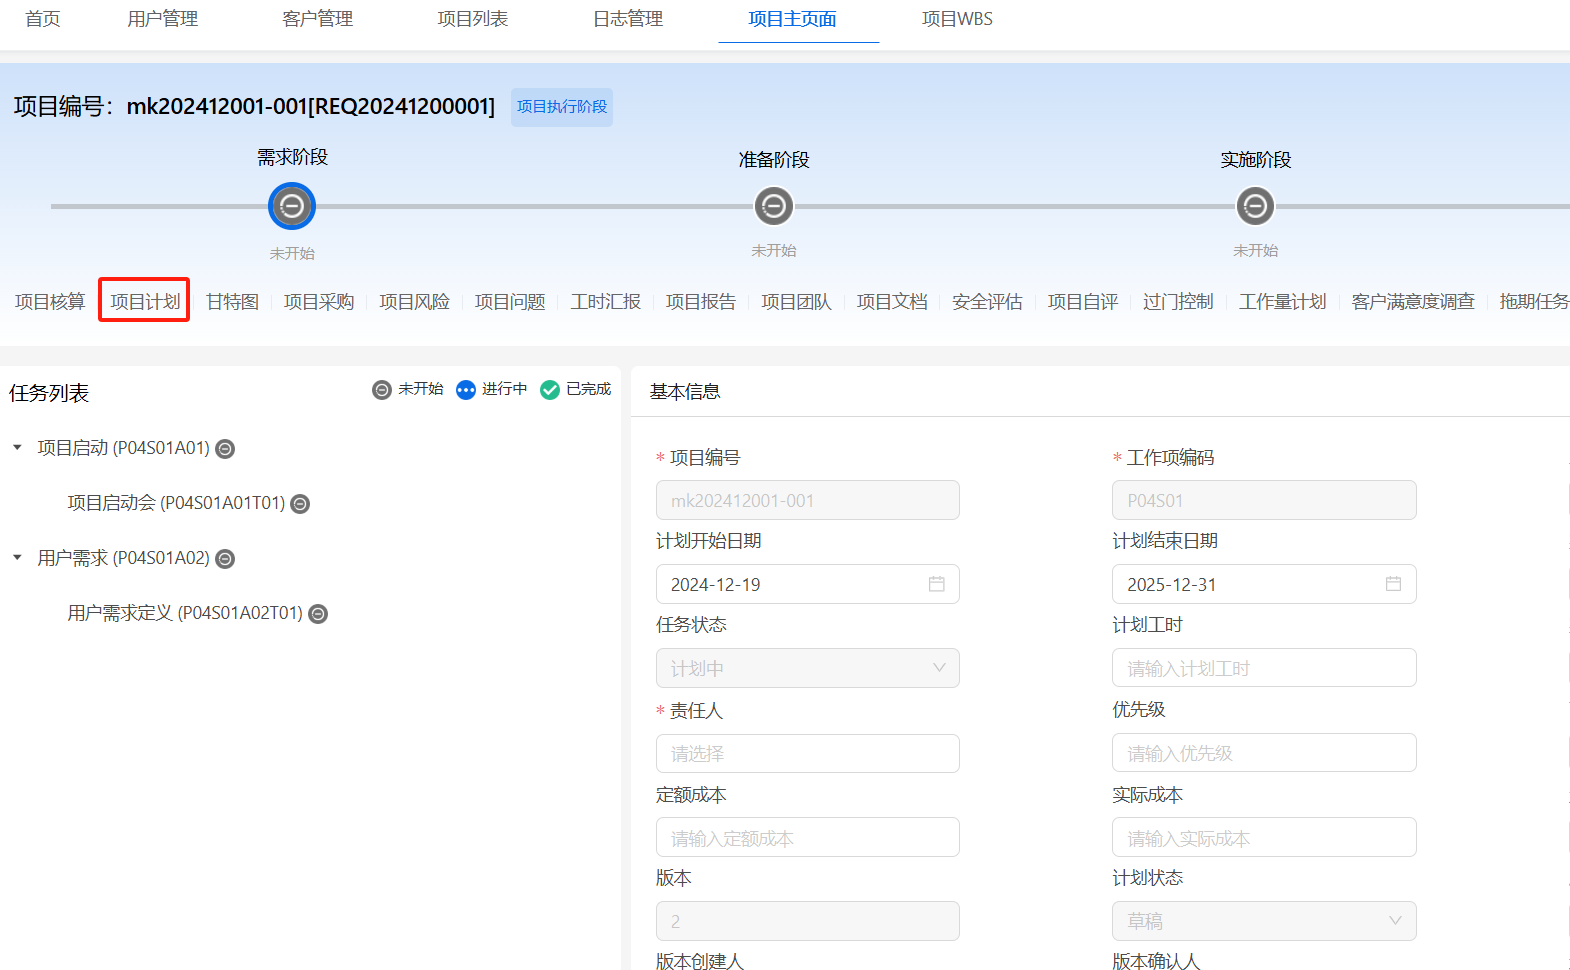 首页 用户管理 客户管理 项目列表 日志管理 项目主页面 项目WBS
项目编号：mk202412001-001[REQ20241200001] 项目执行阶段
需求阶段 准备阶段 实施阶段
未开始 未开始 未开始
项目核算 项目计划 甘特图 项目采购 项目风险 项目问题 工时汇报 项目报告 项目团队 项目文档 安全评估 项目自评 过门控制 工作量计划 客户满意度调查 拖期任务
任务列表 未开始 进行中 已完成
项目启动 (P04S01A01)
项目启动会 (P04S01A01T01)
用户需求 (P04S01A02)
用户需求定义 (P04S01A02T01)
基本信息
* 项目编号 * 工作项编码
mk202412001-001 P04S01
计划开始日期 计划结束日期
2024-12-19 2025-12-31
任务状态 计划工时
计划中 请输入计划工时
* 责任人 优先级
请选择 请输入优先级
定额成本 实际成本
请输入定额成本 请输入实际成本
版本 计划状态
2 草稿
版本创建人 版本确认人